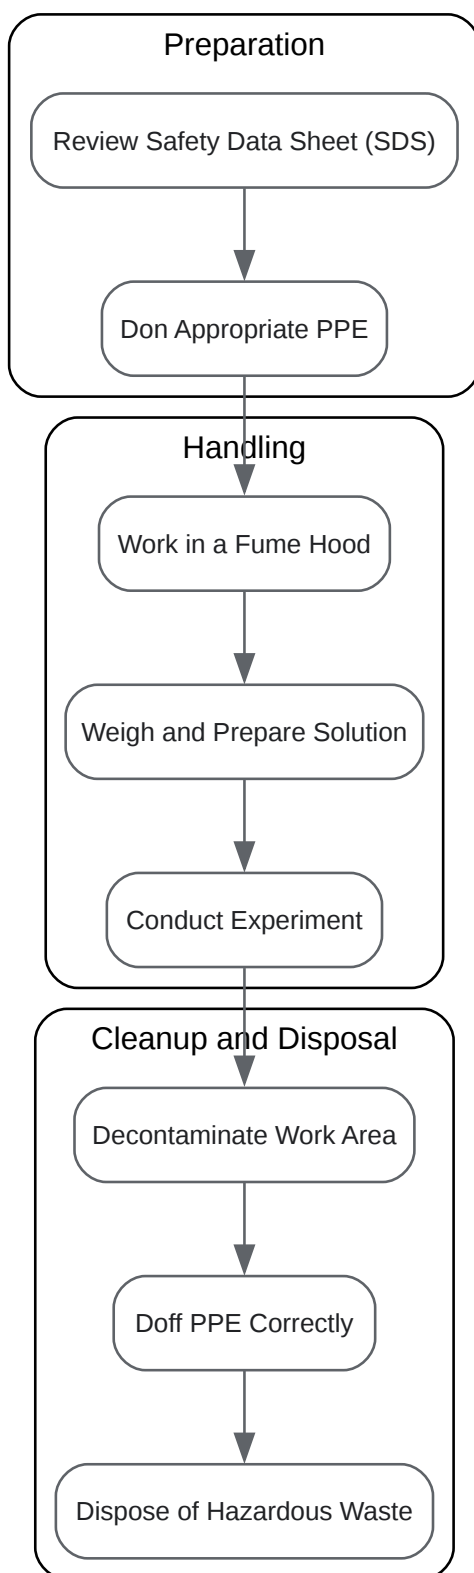 Preparation
Review Safety Data Sheet (SDS)
Don Appropriate PPE
Handling
Work in a Fume Hood
Weigh and Prepare Solution
Conduct Experiment
Cleanup and Disposal
Decontaminate Work Area
Doff PPE Correctly
Dispose of Hazardous Waste